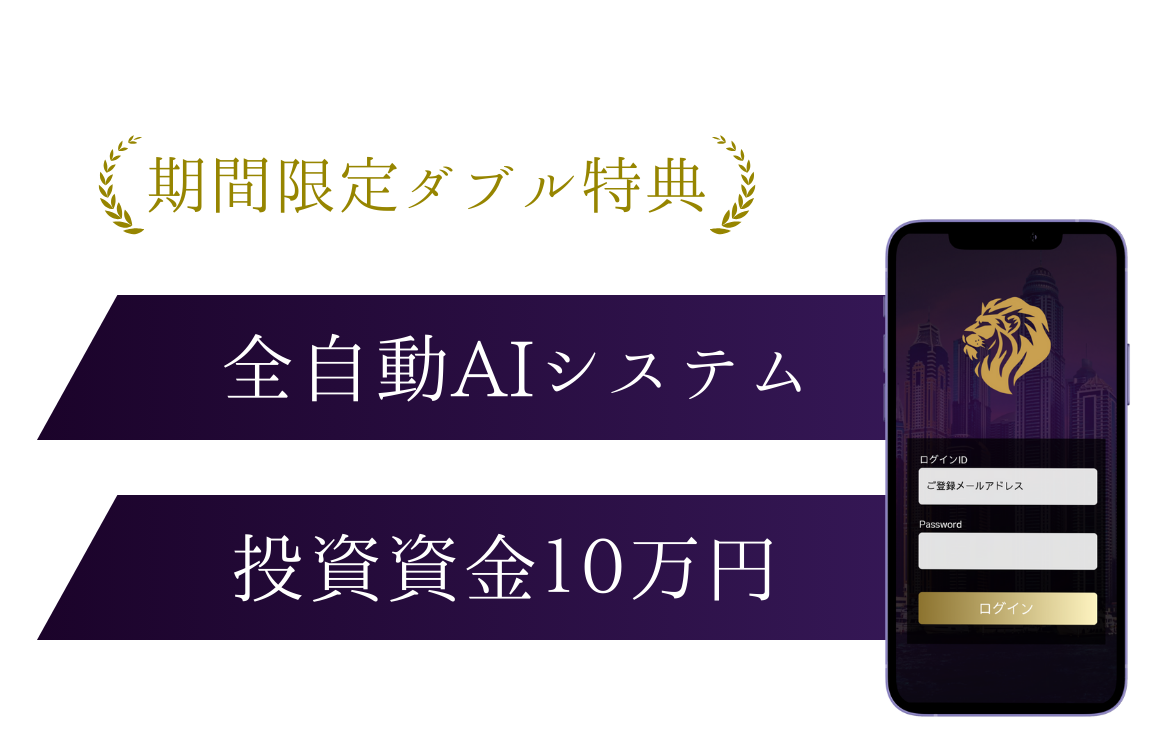 期間限定ダブル特典
全自動AIシステム
投資資金10万円
ログインID
ご登録メールアドレス
Password
ログイン